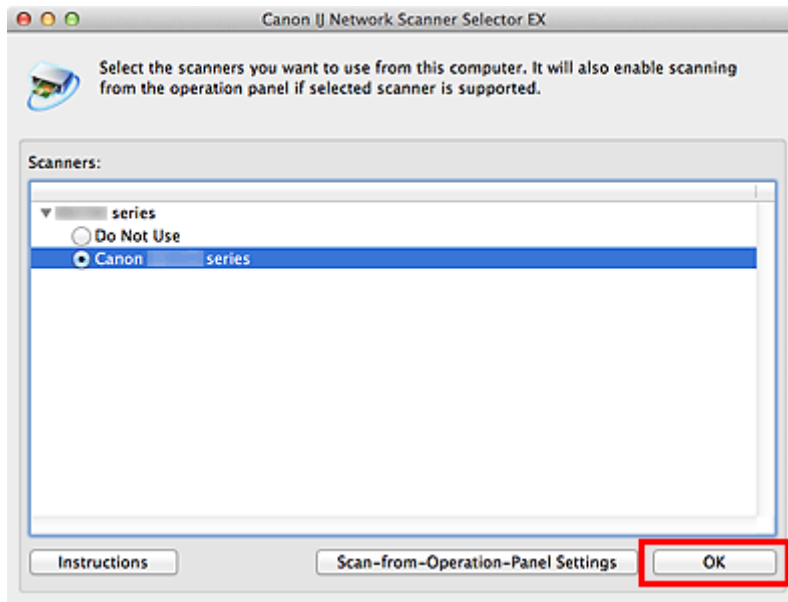 Canon IJ Network Scanner Selector EX
Select the scanners you want to use from this computer. It will also enable scanning
from the operation panel if selected scanner is supported.
Scanners:
series
Do Not Use
Canon series
Instructions
Scan-from-Operation-Panel Settings
OK